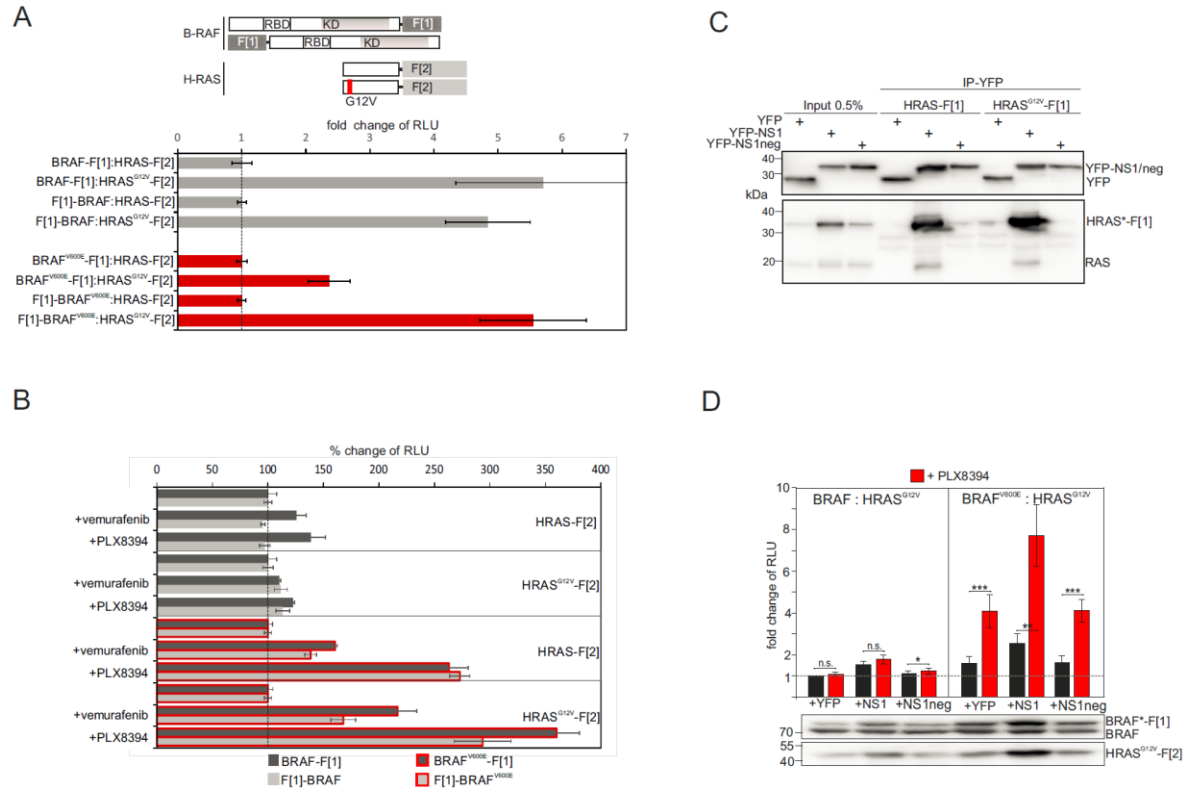 A
B-RAF
RBD KD F[1]
F[1] RBD KD
H-RAS
F[2]
F[2]
G12V
fold change of RLU
0 1 2 3 4 5 6 7
BRAF-F[1]:HRAS-F[2]
BRAF-F[1]:HRASG12V-F[2]
F[1]-BRAF:HRAS-F[2]
F[1]-BRAF:HRASG12V-F[2]
BRAFV600E-F[1]:HRAS-F[2]
BRAFV600E-F[1]:HRASG12V-F[2]
F[1]-BRAFV600E:HRAS-F[2]
F[1]-BRAFV600E:HRASG12V-F[2]
B
% change of RLU
0 50 100 150 200 250 300 350 400
+vemurafenib
HRAS-F[2]
+PLX8394
+vemurafenib
HRASG12V-F[2]
+PLX8394
+vemurafenib
HRAS-F[2]
+PLX8394
+vemurafenib
HRASG12V-F[2]
+PLX8394
BRAF-F[1] BRAFV600E-F[1]
F[1]-BRAF F[1]-BRAFV600E
C
IP-YFP
Input 0.5% HRAS-F[1] HRASG12V-F[1]
YFP + + +
YFP-NS1 + + +
YFP-NS1neg + + +
40
30
YFP-NS1/neg
YFP
kDa
40
30
20
HRAS*-F[1]
RAS
D
+ PLX8394
BRAF : HRASG12V BRAFV600E : HRASG12V
fold change of RLU
10
8
6
4
2
1
n.s. n.s. * *** ** ***
+YFP +NS1 +NS1neg +YFP +NS1 +NS1neg
70
BRAF*-F[1]
BRAF
55
40
HRASG12V-F[2]